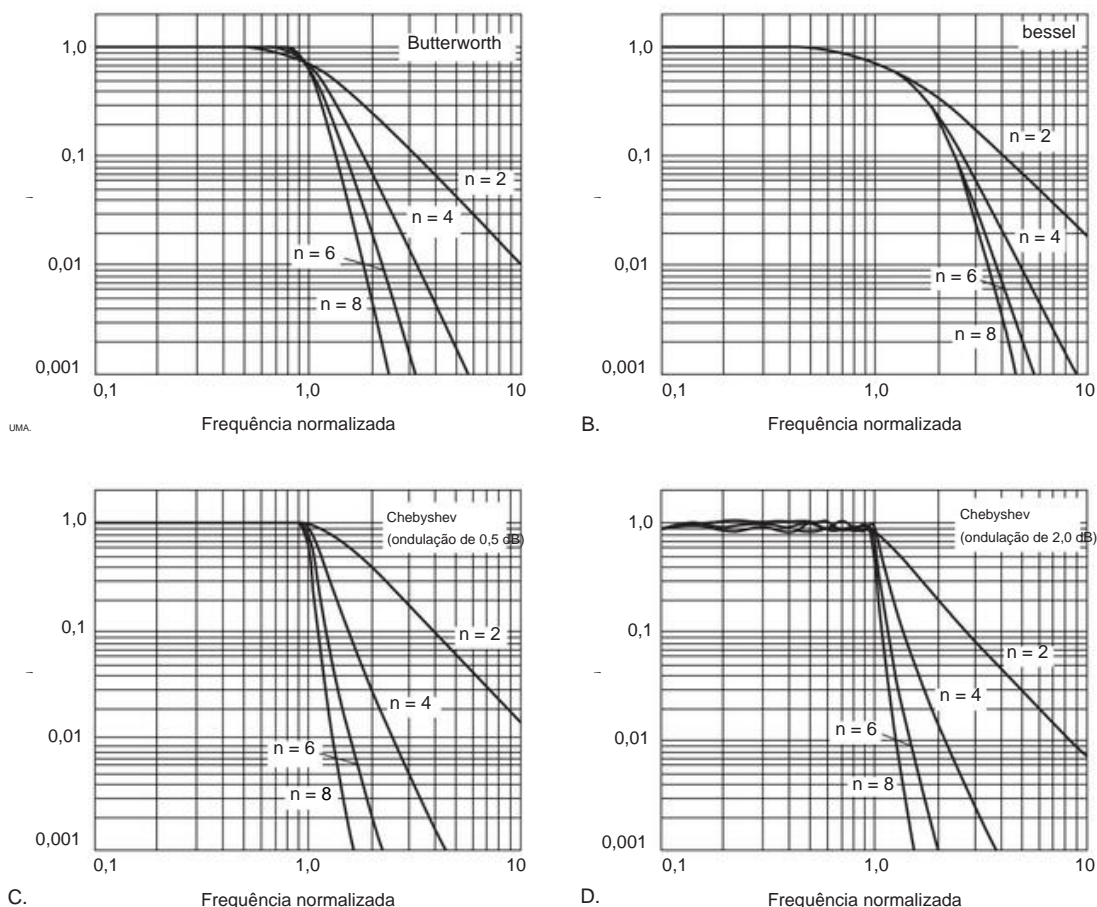 Butterworth
1,0
0,1
0,01
0,001
n = 2
n = 4
n = 6
n = 8
0,1
1,0
10
Frequência normalizada
UMA.
bessel
1,0
0,1
0,01
0,001
n = 2
n = 4
n = 6
n = 8
0,1
1,0
10
Frequência normalizada
B.
Chebyshev
(ondulação de 0,5 dB)
1,0
0,1
0,01
0,001
n = 2
n = 4
n = 6
n = 8
0,1
1,0
10
Frequência normalizada
C.
Chebyshev
(ondulação de 2,0 dB)
1,0
0,1
0,01
0,001
n = 2
n = 4
n = 6
n = 8
0,1
1,0
10
Frequência normalizada
D.